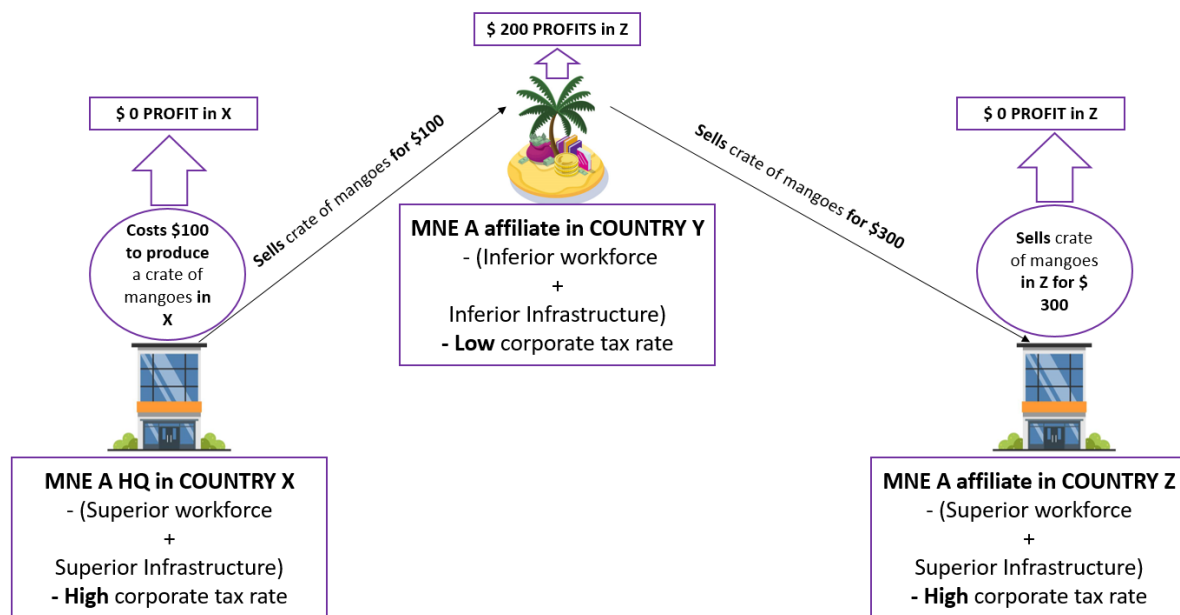 $ 200 PROFITS in Z
$ 0 PROFIT in X
$ 0 PROFIT in Z
Sells crate of mangoes for $100
Sells crate of mangoes for $300
Costs $100
to produce
a crate of
mangoes in
X
MNE A affiliate in COUNTRY Y
- (Inferior workforce
+
Inferior Infrastructure)
- Low corporate tax rate
Sells crate
of mangoes
in Z for $
300
MNE A HQ in COUNTRY X
- (Superior workforce
+
Superior Infrastructure)
- High corporate tax rate
MNE A affiliate in COUNTRY Z
- (Superior workforce
+
Superior Infrastructure)
- High corporate tax rate